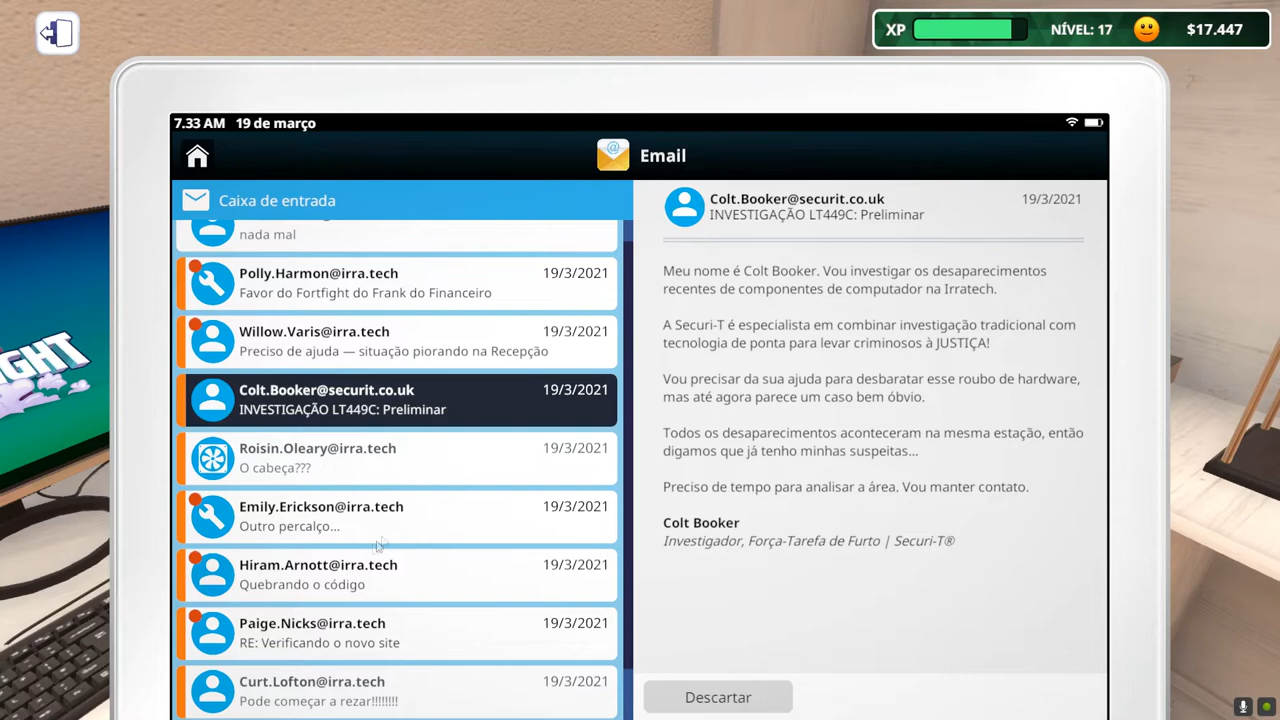 XP NÍVEL: 17 $17.447
7.33 AM 19 de março
Email
Caixa de entrada
nada mal
Polly.Harmon@irra.tech 19/3/2021
Favor do Fortfight do Frank do Financeiro
Willow.Varis@irra.tech 19/3/2021
Preciso de ajuda — situação piorando na Recepção
Colt.Booker@securit.co.uk 19/3/2021
INVESTIGAÇÃO LT449C: Preliminar
Roisin.Oleary@irra.tech 19/3/2021
O cabeça???
Emily.Erickson@irra.tech 19/3/2021
Outro percalço...
Hiram.Arnott@irra.tech 19/3/2021
Quebrando o código
Paige.Nicks@irra.tech 19/3/2021
RE: Verificando o novo site
Curt.Lofton@irra.tech 19/3/2021
Pode começar a rezar!!!!!!!!
Colt.Booker@securit.co.uk 19/3/2021
INVESTIGAÇÃO LT449C: Preliminar
Meu nome é Colt Booker. Vou investigar os desaparecimentos
recentes de componentes de computador na Irratech.
A Securi-T é especialista em combinar investigação tradicional com
tecnologia de ponta para levar criminosos à JUSTIÇA!
Vou precisar da sua ajuda para desbaratar esse roubo de hardware,
mas até agora parece um caso bem óbvio.
Todos os desaparecimentos aconteceram na mesma estação, então
digamos que já tenho minhas suspeitas...
Preciso de tempo para analisar a área. Vou manter contato.
Colt Booker
Investigador, Força-Tarefa de Furto | Securi-T®
Descartar